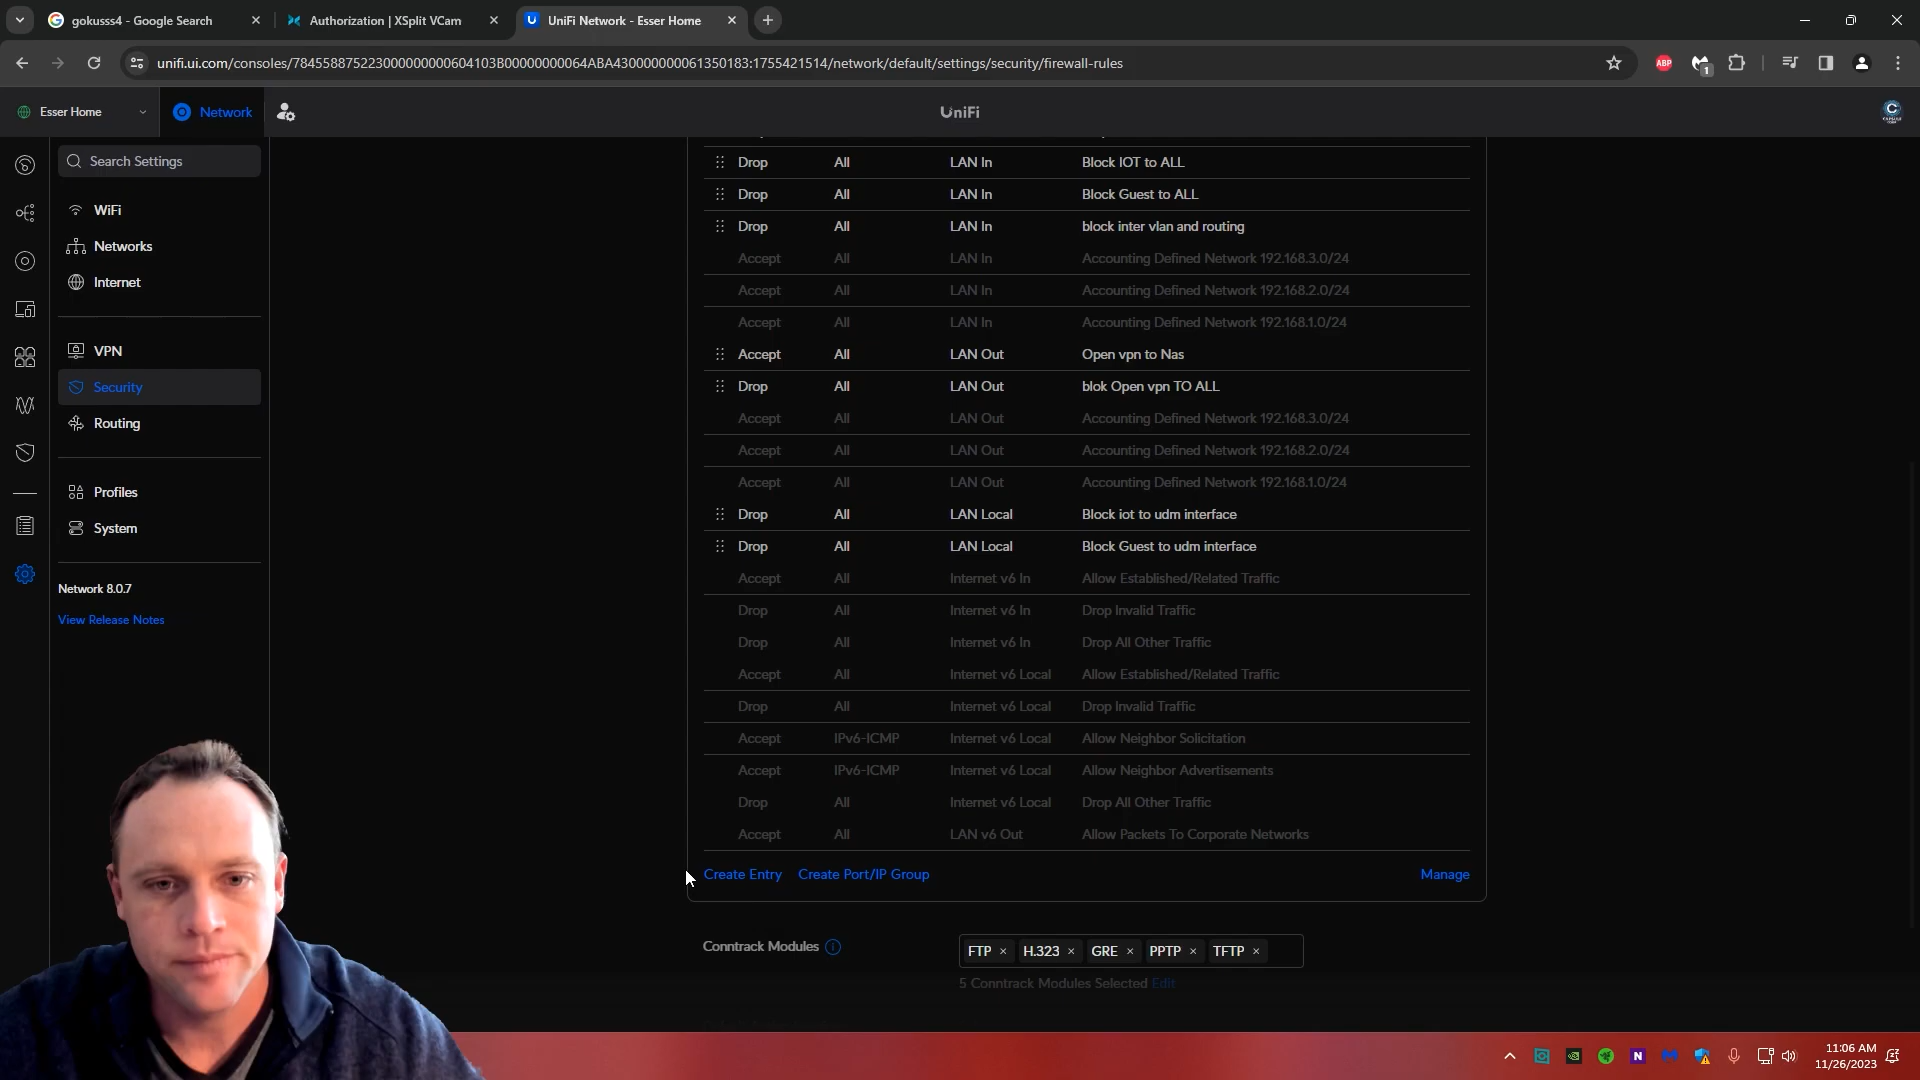 gokusss4 - Google Search
Authorization | XSplit VCam
UniFi Network - Esser Home
unifi.ui.com/consoles/784558875223000000000604103B00000000064ABA430000000061350183:1755421514/network/default/settings/security/firewall-rules
ABP
1
Esser Home
Network
UniFi
Search Settings
WiFi
Networks
Internet
VPN
Security
Routing
Profiles
System
Network 8.0.7
View Release Notes
Drop All LAN In Block IOT to ALL
Drop All LAN In Block Guest to ALL
Drop All LAN In block inter vlan and routing
Accept All LAN In Accounting Defined Network 192.168.3.0/24
Accept All LAN In Accounting Defined Network 192.168.2.0/24
Accept All LAN In Accounting Defined Network 192.168.1.0/24
Accept All LAN Out Open vpn to Nas
Drop All LAN Out blok Open vpn TO ALL
Accept All LAN Out Accounting Defined Network 192.168.3.0/24
Accept All LAN Out Accounting Defined Network 192.168.2.0/24
Accept All LAN Out Accounting Defined Network 192.168.1.0/24
Drop All LAN Local Block iot to udm interface
Drop All LAN Local Block Guest to udm interface
Accept All Internet v6 In Allow Established/Related Traffic
Drop All Internet v6 In Drop Invalid Traffic
Drop All Internet v6 In Drop All Other Traffic
Accept All Internet v6 Local Allow Established/Related Traffic
Drop All Internet v6 Local Drop Invalid Traffic
Accept IPv6-ICMP Internet v6 Local Allow Neighbor Solicitation
Accept IPv6-ICMP Internet v6 Local Allow Neighbor Advertisements
Drop All Internet v6 Local Drop All Other Traffic
Accept All LAN v6 Out Allow Packets To Corporate Networks
Create Entry Create Port/IP Group Manage
Conntrack Modules FTP × H.323 × GRE × PPTP × TFTP ×
5 Conntrack Modules Selected Edit
11:06 AM
11/26/2023